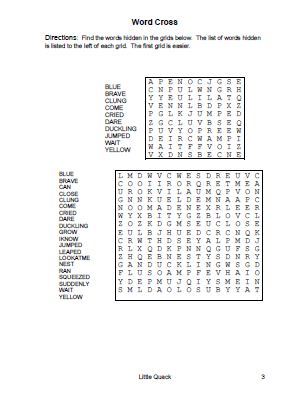 Word Cross
Directions: Find the words hidden in the grids below. The list of words hidden
is listed to the left of each grid. The first grid is easier.
BLUE
BRAVE
CLUNG
COME
CRIED
DARE
DUCKLING
JUMPED
WAIT
YELLOW
A P E N O C J G S E
C N P U L W N G R H
Y Y E U L I L A T Q
V E N N L B D P X Z
P G L K J U M P E D
Z G C L U V B S E Q
P U V Y O P R E E W
D E I R C W A M P I
W A I T F F V O I Z
V X D N S B E C N E
BLUE
BRAVE
CAN
CLOSE
CLUNG
COME
CRIED
DARE
DUCKLING
GROW
IKNOW
JUMPED
LEAPED
LOOKATME
NEST
RAN
SQUEEZED
SUDDENLY
WAIT
YELLOW
L M D W V C W E S D R E U V C
C O O I I R O R Q R E T M E A
U R O K V I L A U M Q P V O N
G N N K U E L D E M N A A P C
N O O M A D E N E X R L E E R
W Y X B I T Y G Z B L O V C L
Z O Z K D G M S E U C L O S E
E U L B J H U E D C R C N Q K
C R W T H D S E Y A L P M D J
R L X Q D K P N N Q G U F S G
Z H Q E B N E S T Y S D N R Y
G A N D U C K L I N G W S G D
F L U S O A M P F E V H A I O
Y D E P M U J Q I Y S M E I N
S M L D A O L O S U B Y Y A T
Little Quack
3